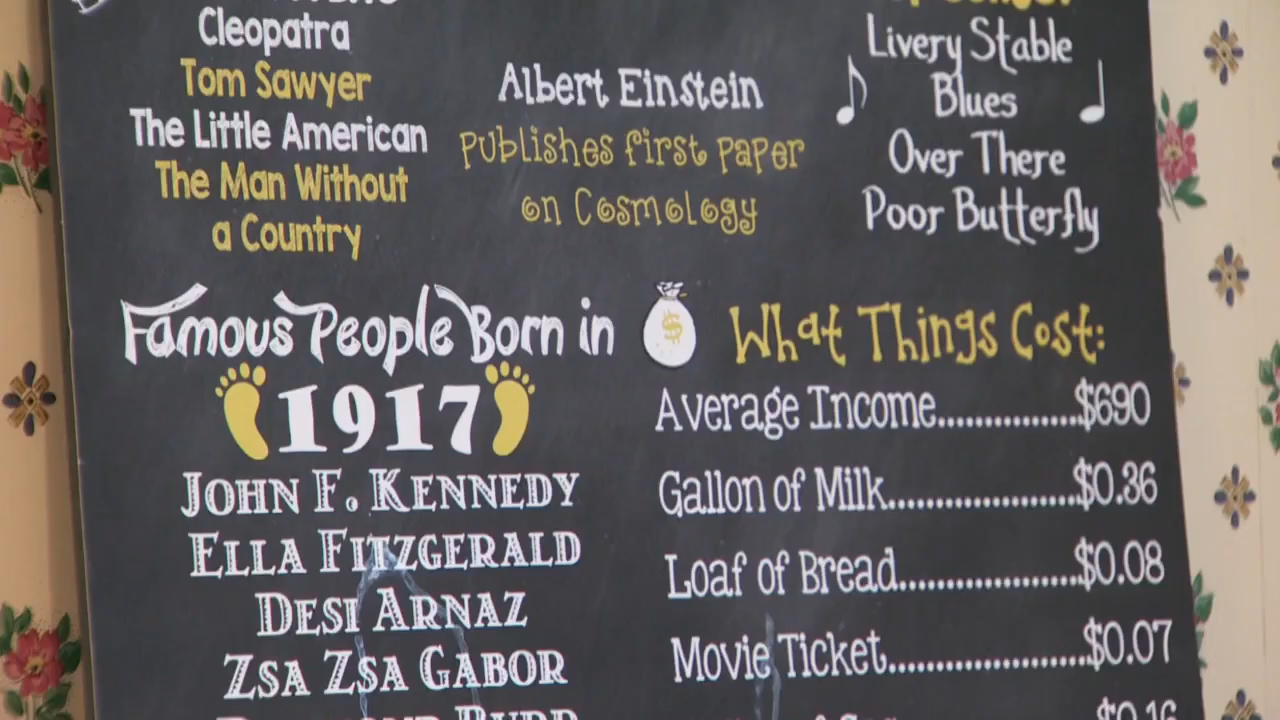 Cleopatra
Tom Sawyer
The Little American
The Man Without
a Country
Albert Einstein
Publishes first paper
on Cosmology
Livery Stable
Blues
Over There
Poor Butterfly
Famous People Born in
1917
John F. Kennedy
Ella Fitzgerald
Desi Arnaz
Zsa Zsa Gabor
$
What Things Cost:
Average Income..............$690
Gallon of Milk....................$0.36
Loaf of Bread....................$0.08
Movie Ticket......................$0.07
$0.16